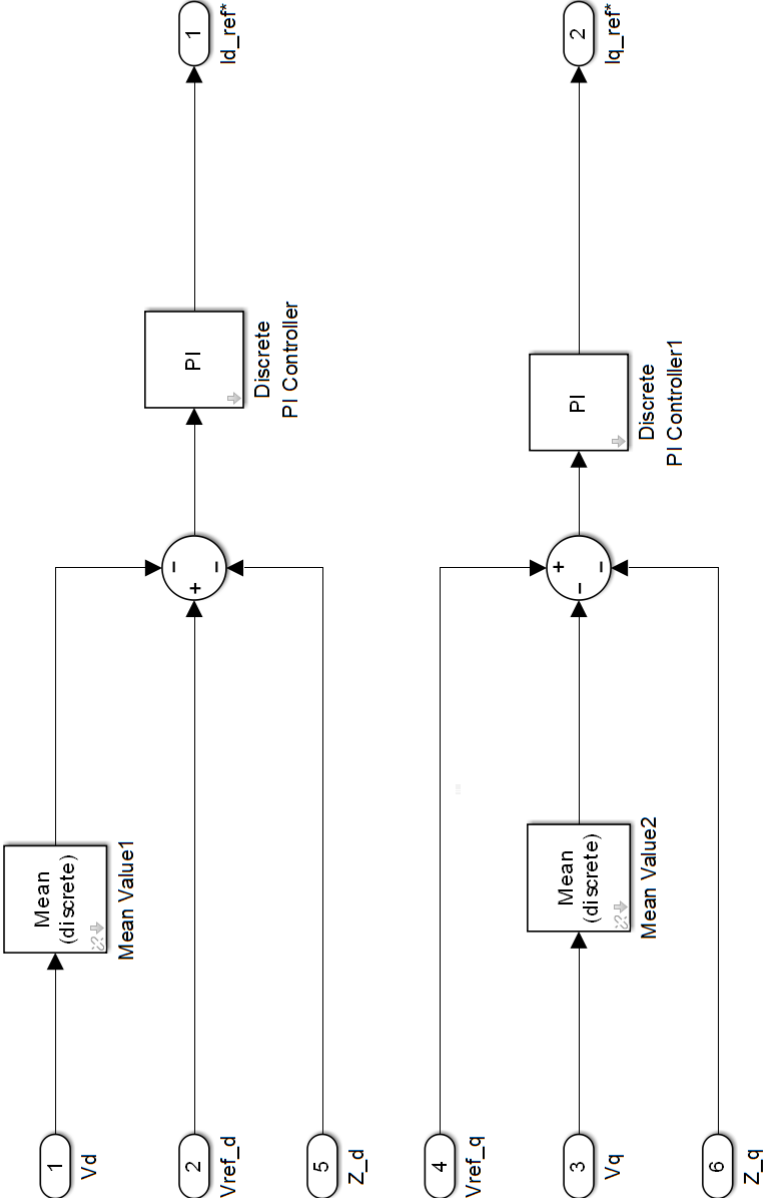 1
Vd
Mean
(discrete)
Mean Value1
2
Vref_d
5
Z_d
−
+
−
PI
Discrete
PI Controller
1
Id_ref*
4
Vref_q
3
Vq
Mean
(discrete)
Mean Value2
6
Z_q
+
−
−
PI
Discrete
PI Controller1
2
Iq_ref*